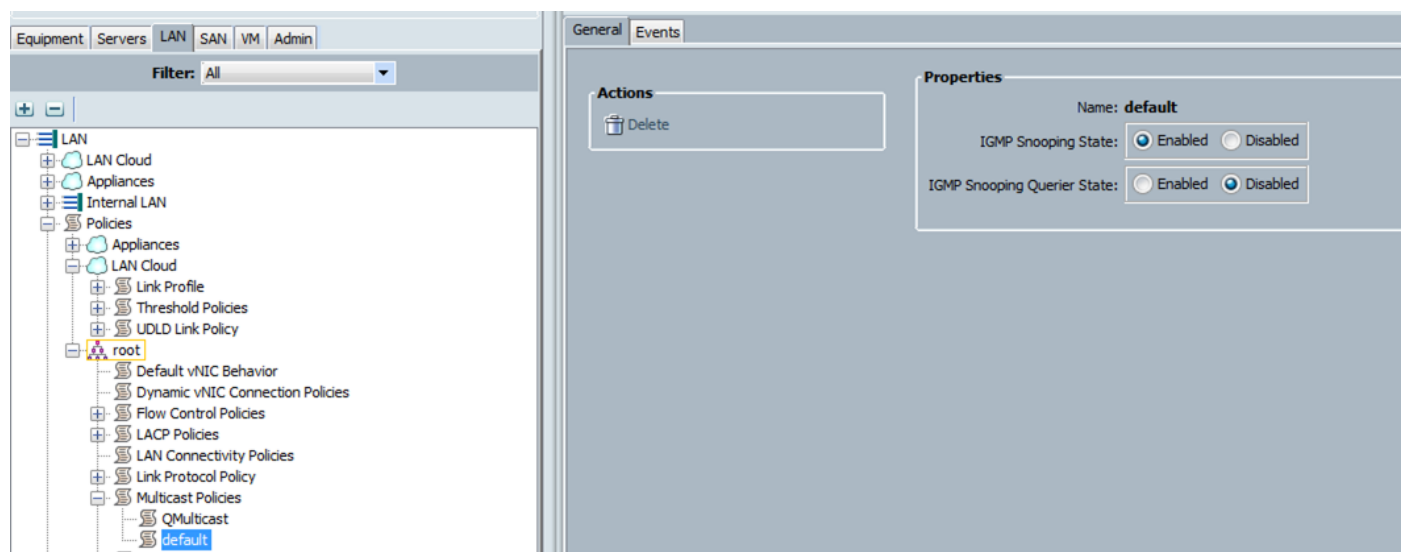 Equipment Servers LAN SAN VM Admin
Filter: All
LAN
LAN Cloud
Appliances
Internal LAN
Policies
Appliances
LAN Cloud
Link Profile
Threshold Policies
UDLD Link Policy
root
Default vNIC Behavior
Dynamic vNIC Connection Policies
Flow Control Policies
LACP Policies
LAN Connectivity Policies
Link Protocol Policy
Multicast Policies
QMulticast
default
General Events
Actions
Delete
Properties
Name: default
IGMP Snooping State: Enabled Disabled
IGMP Snooping Querier State: Enabled Disabled